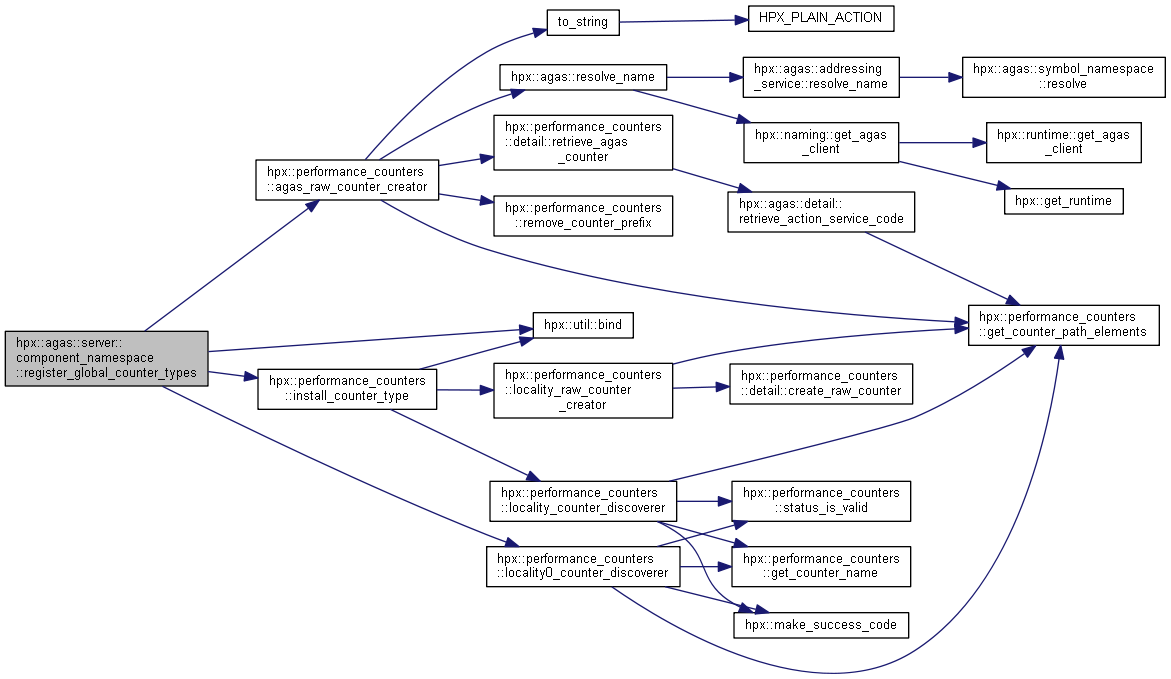 hpx::agas::server::
component_namespace
::register_global_counter_types
hpx::performance_counters
::agas_raw_counter_creator
hpx::util::bind
hpx::performance_counters
::install_counter_type
hpx::performance_counters
::locality0_counter_discoverer
to_string
HPX_PLAIN_ACTION
hpx::agas::resolve_name
hpx::agas::addressing
_service::resolve_name
hpx::agas::symbol_namespace
::resolve
hpx::naming::get_agas
_client
hpx::runtime::get_agas
_client
hpx::get_runtime
hpx::performance_counters
::detail::retrieve_agas
_counter
hpx::agas::detail::
retrieve_action_service_code
hpx::performance_counters
::remove_counter_prefix
hpx::performance_counters
::get_counter_path_elements
hpx::performance_counters
::locality_raw_counter
_creator
hpx::performance_counters
::detail::create_raw_counter
hpx::performance_counters
::locality_counter_discoverer
hpx::performance_counters
::status_is_valid
hpx::performance_counters
::get_counter_name
hpx::make_success_code